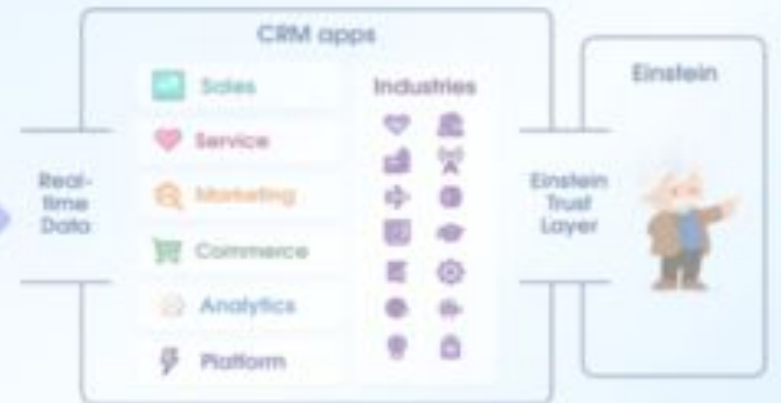 CRM apps
Sales
Service
Marketing
Commerce
Analytics
Platform
Industries
Real-
time
Data
Einstein
Trust
Layer
Einstein